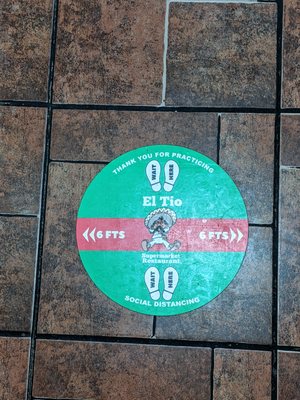 THANK YOU FOR PRACTICING
WAIT HERE
El Tio
6 FTS 6 FTS
Supermarket
Restaurant
WAIT HERE
SOCIAL DISTANCING